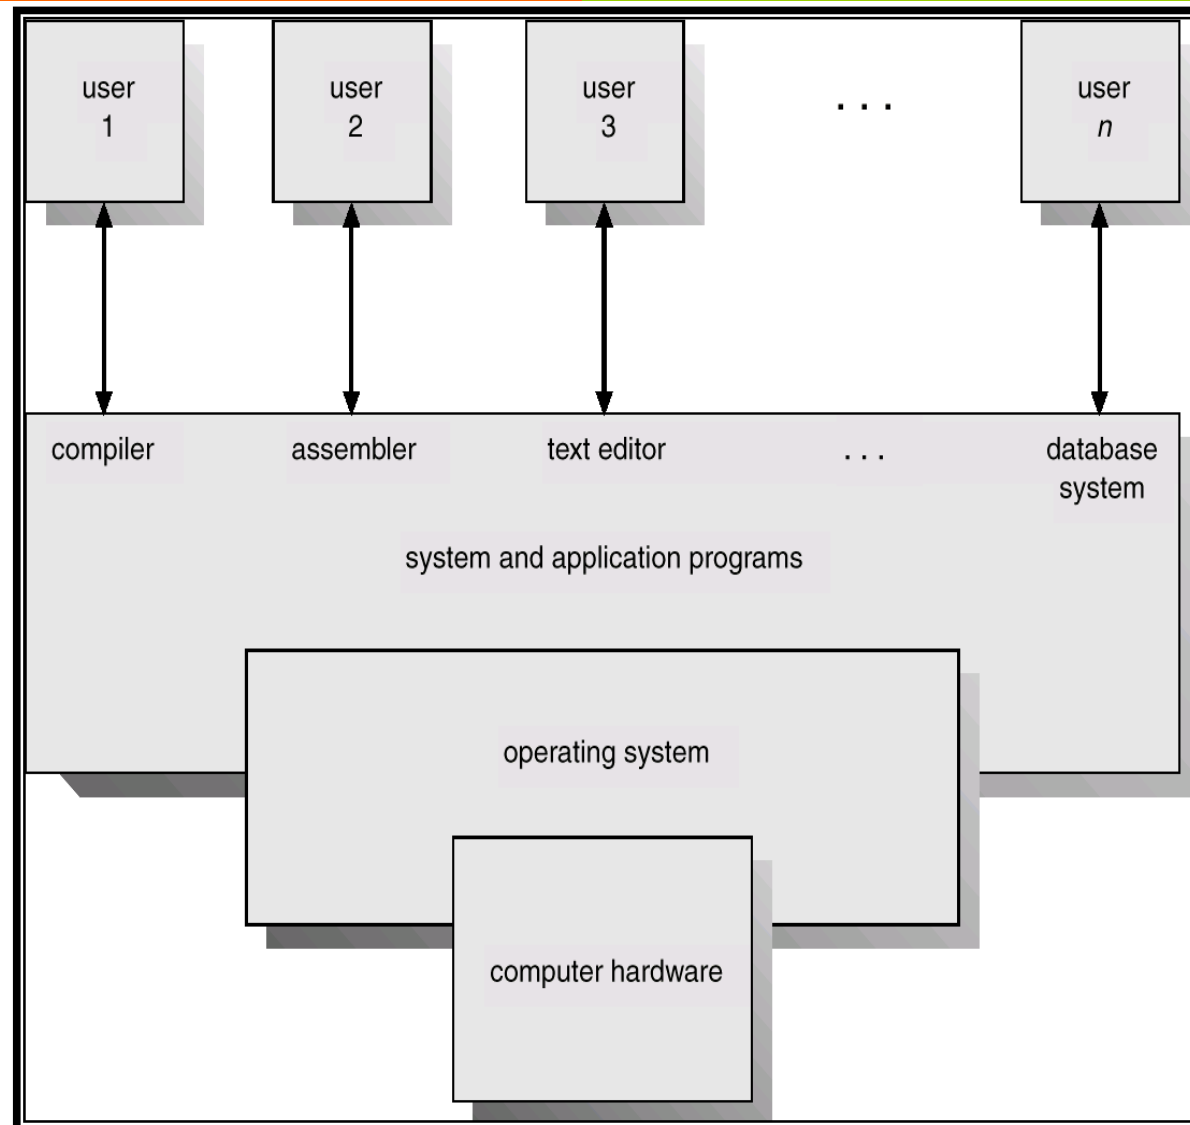 user
1
user
2
user
3
. . .
user
n
compiler
assembler
text editor
. . .
database
system
system and application programs
operating system
computer hardware